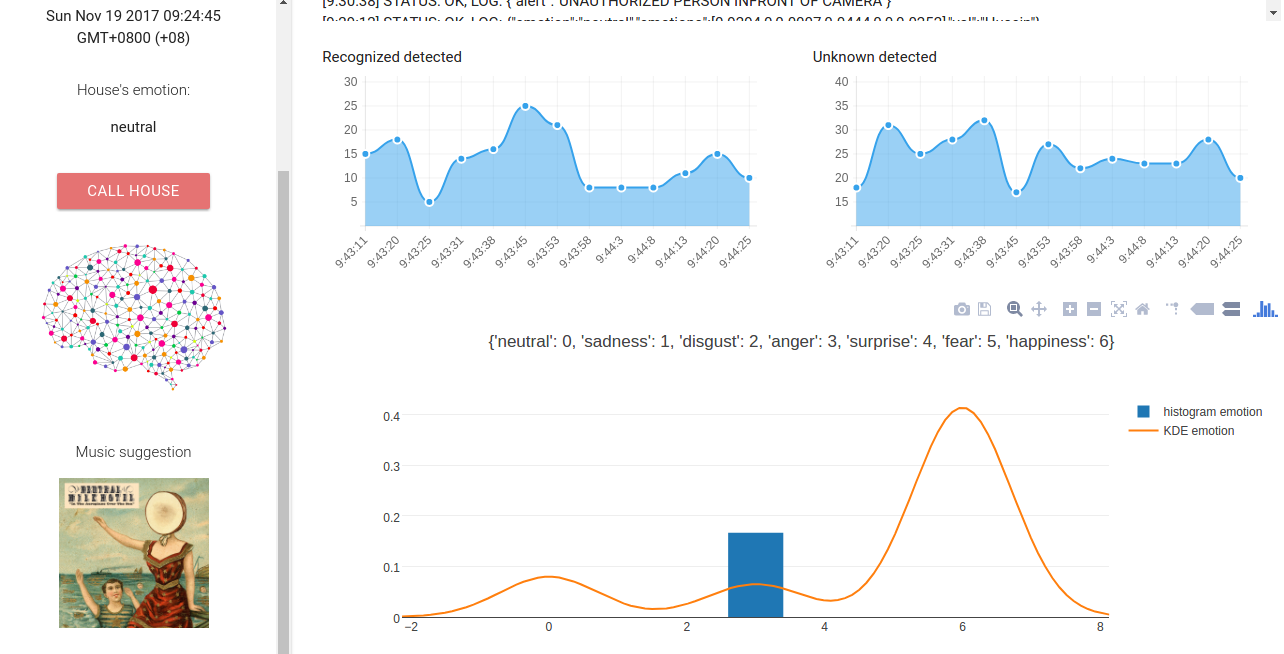 Sun Nov 19 2017 09:24:45
GMT+0800 (+08)
House's emotion:
neutral
CALL HOUSE
Music suggestion
NEUTRAL
MILK HOTEL
[9:30:38] STATUS: OK, LOG: {"alert": "UNAUTHORIZED PERSON INFRONT OF CAMERA"}
Recognized detected
30
25
20
15
10
5
9:43:11 9:43:20 9:43:25 9:43:31 9:43:38 9:43:45 9:43:53 9:43:58 9:44:3 9:44:8 9:44:13 9:44:20 9:44:25
Unknown detected
40
35
30
25
20
15
9:43:11 9:43:20 9:43:25 9:43:31 9:43:38 9:43:45 9:43:53 9:43:58 9:44:3 9:44:8 9:44:13 9:44:20 9:44:25
{'neutral': 0, 'sadness': 1, 'disgust': 2, 'anger': 3, 'surprise': 4, 'fear': 5, 'happiness': 6}
0.4
0.3
0.2
0.1
0
−2 0 2 4 6 8
histogram emotion
KDE emotion